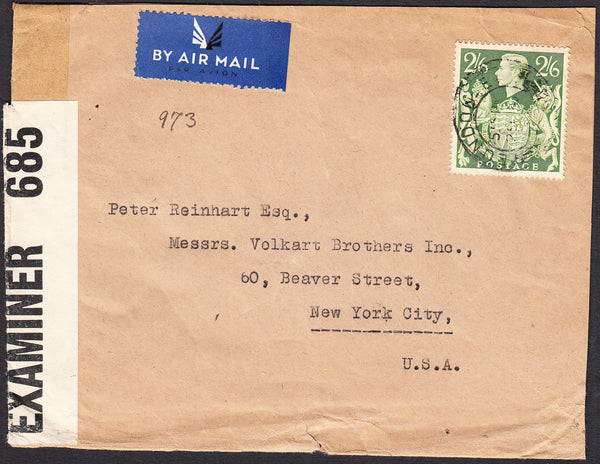 BY AIR MAIL
PAR AVION
2/6 2/6
POSTAGE
973
EXAMINER 685
Peter Reinhart Esq.,
Messrs. Volkart Brothers Inc.,
60, Beaver Street,
New York City,
U.S.A.